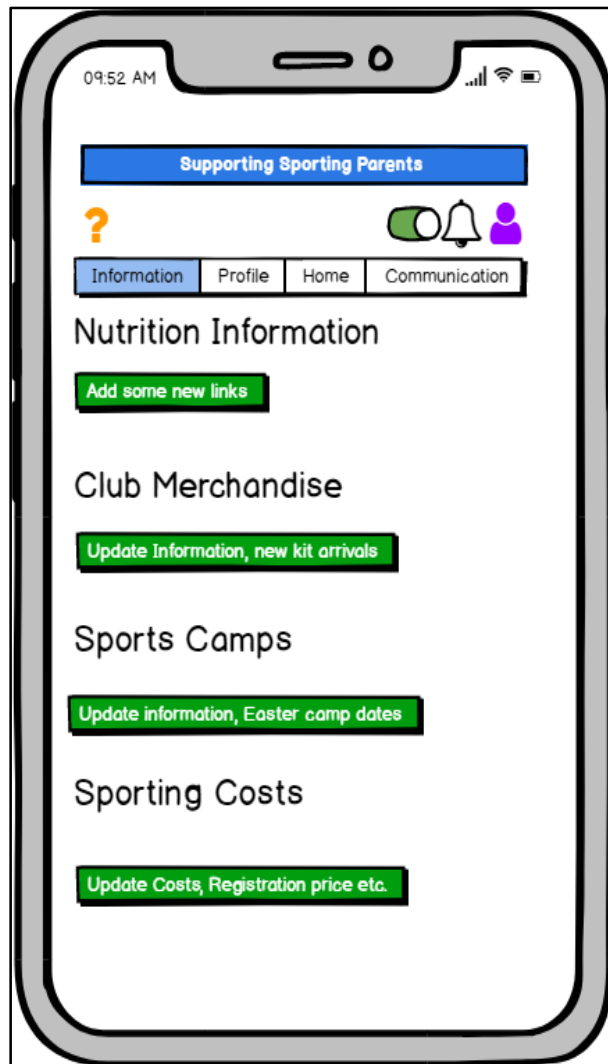 09:52 AM
Supporting Sporting Parents
?
Information Profile Home Communication
Nutrition Information
Add some new links
Club Merchandise
Update Information, new kit arrivals
Sports Camps
Update information, Easter camp dates
Sporting Costs
Update Costs, Registration price etc.